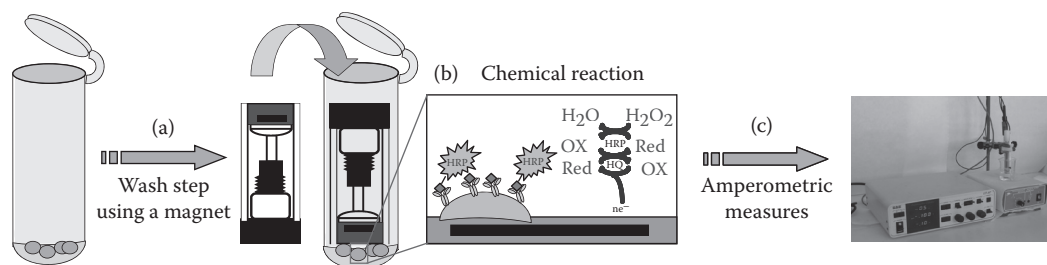 (a)
Wash step
using a magnet
(b) Chemical reaction
H₂O H₂O₂
HRP HRP HRP
OX Red
HQ
Red OX
ne⁻
(c)
Amperometric
measures